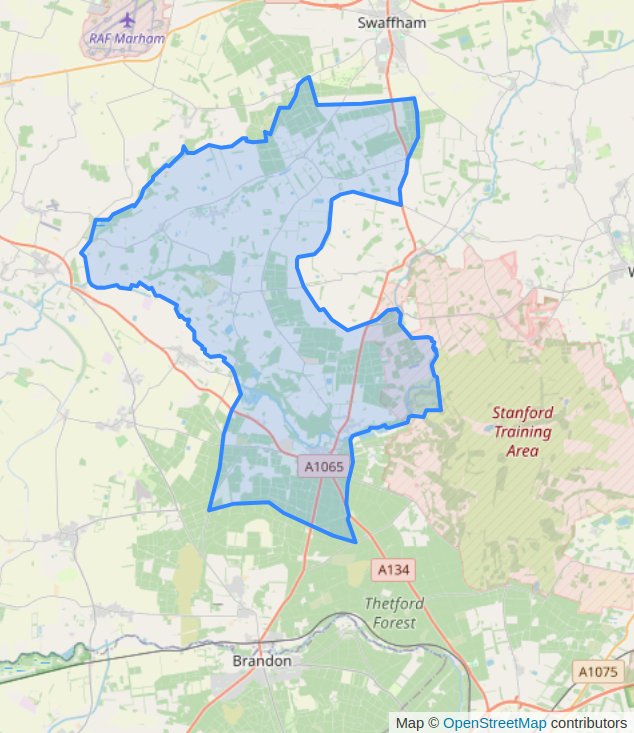 Swaffham
RAF Marham
W
Stanford
Training
Area
A1065
A134
Thetford
Forest
Brandon
A1075
Map © OpenStreetMap contributors